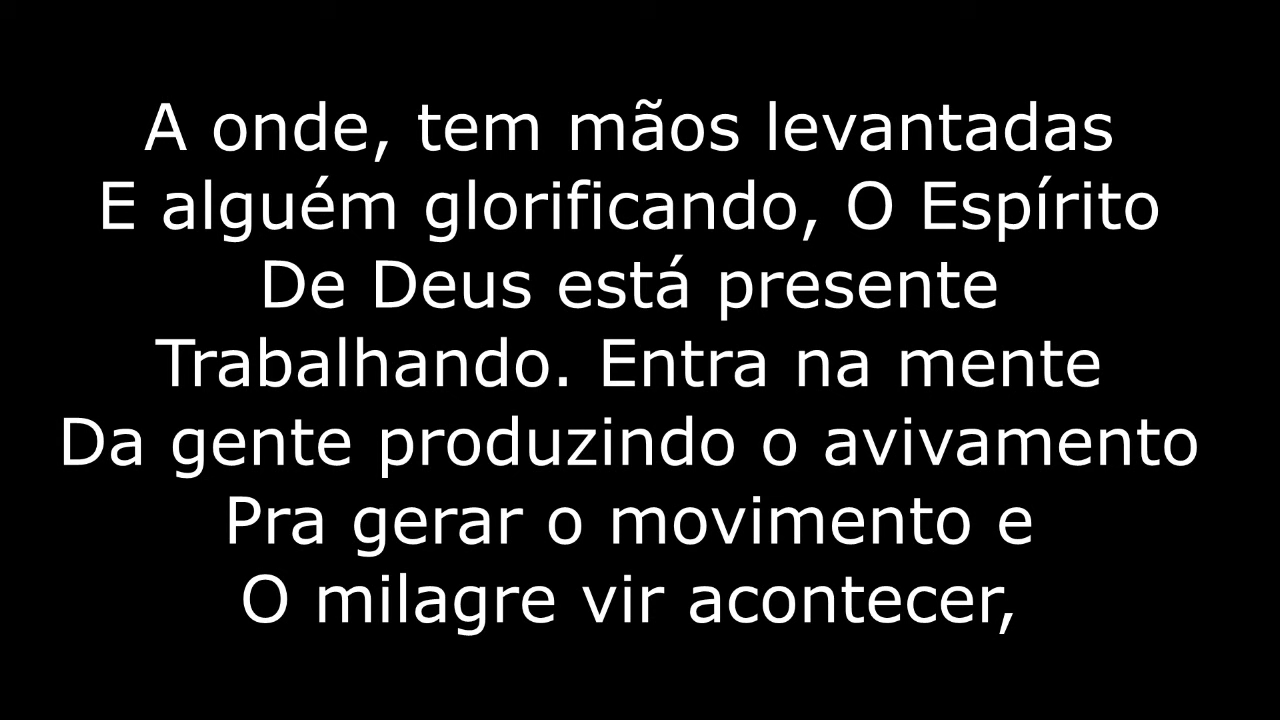 A onde, tem mãos levantadas
E alguém glorificando, O Espírito
De Deus está presente
Trabalhando. Entra na mente
Da gente produzindo o avivamento
Pra gerar o movimento e
O milagre vir acontecer,